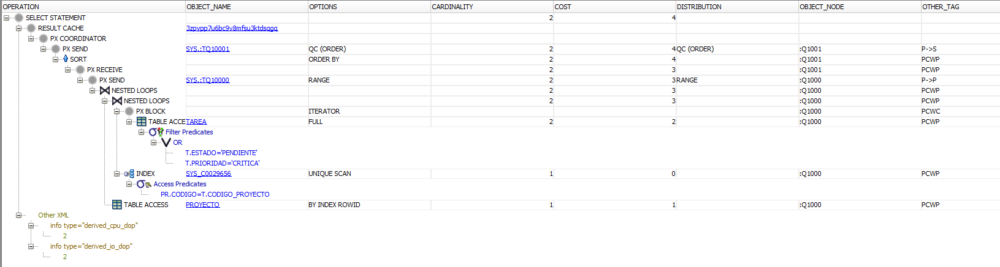 OPERATION OBJECT_NAME OPTIONS CARDINALITY COST DISTRIBUTION OBJECT_NODE OTHER_TAG
SELECT STATEMENT 2 4
RESULT CACHE 3zpypp7u6bc9v8mfsu3ktdsqgg
PX COORDINATOR
PX SEND SYS.:TQ10001 QC (ORDER) 2 4 QC (ORDER) :Q1001 P->S
SORT ORDER BY 2 4 :Q1001 PCWP
PX RECEIVE 2 3 :Q1001 PCWP
PX SEND SYS.:TQ10000 RANGE 2 3 RANGE :Q1000 P->P
NESTED LOOPS 2 3 :Q1000 PCWP
NESTED LOOPS 2 3 :Q1000 PCWP
PX BLOCK ITERATOR :Q1000 PCWC
TABLE ACCE TAREA FULL 2 2 :Q1000 PCWP
Filter Predicates
OR
T.ESTADO='PENDIENTE'
T.PRIORIDAD='CRITICA'
INDEX SYS_C0029656 UNIQUE SCAN 1 0 :Q1000 PCWP
Access Predicates
PR.CODIGO=T.CODIGO_PROYECTO
TABLE ACCESS PROYECTO BY INDEX ROWID 1 1 :Q1000 PCWP
Other XML
info type="derived_cpu_dop"
2
info type="derived_io_dop"
2